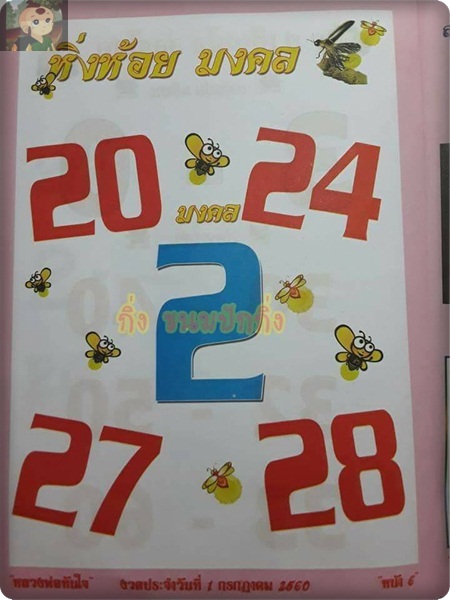 หิ่งห้อย มงคล
20 24
มงคล
2
กิ่ง ขนมปักกิ่ง
27 28
"หลวงพ่อทันใจ" งวดประจำวันที่ 1 กรกฎาคม 2560 "หน้า 6"